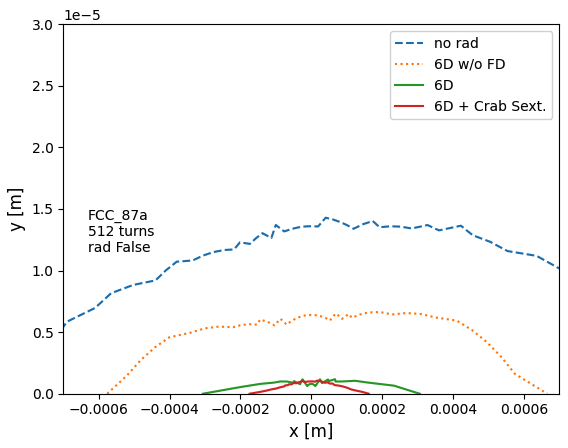 1e−5
3.0
2.5
2.0
1.5
1.0
0.5
0.0
y [m]
no rad
6D w/o FD
6D
6D + Crab Sext.
FCC_87a
512 turns
rad False
−0.0006 −0.0004 −0.0002 0.0000 0.0002 0.0004 0.0006
x [m]